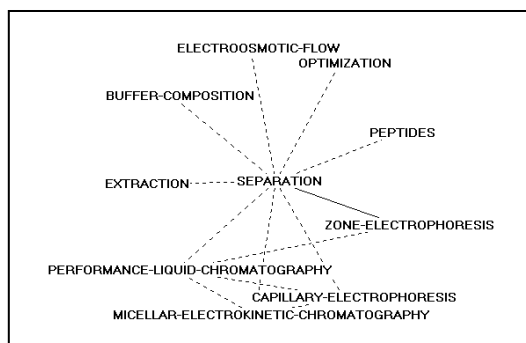 ELECTROOSMOTIC-FLOW
OPTIMIZATION
BUFFER-COMPOSITION
PEPTIDES
EXTRACTION
SEPARATION
ZONE-ELECTROPHORESIS
PERFORMANCE-LIQUID-CHROMATOGRAPHY
CAPILLARY-ELECTROPHORESIS
MICELLAR-ELECTROKINETIC-CHROMATOGRAPHY